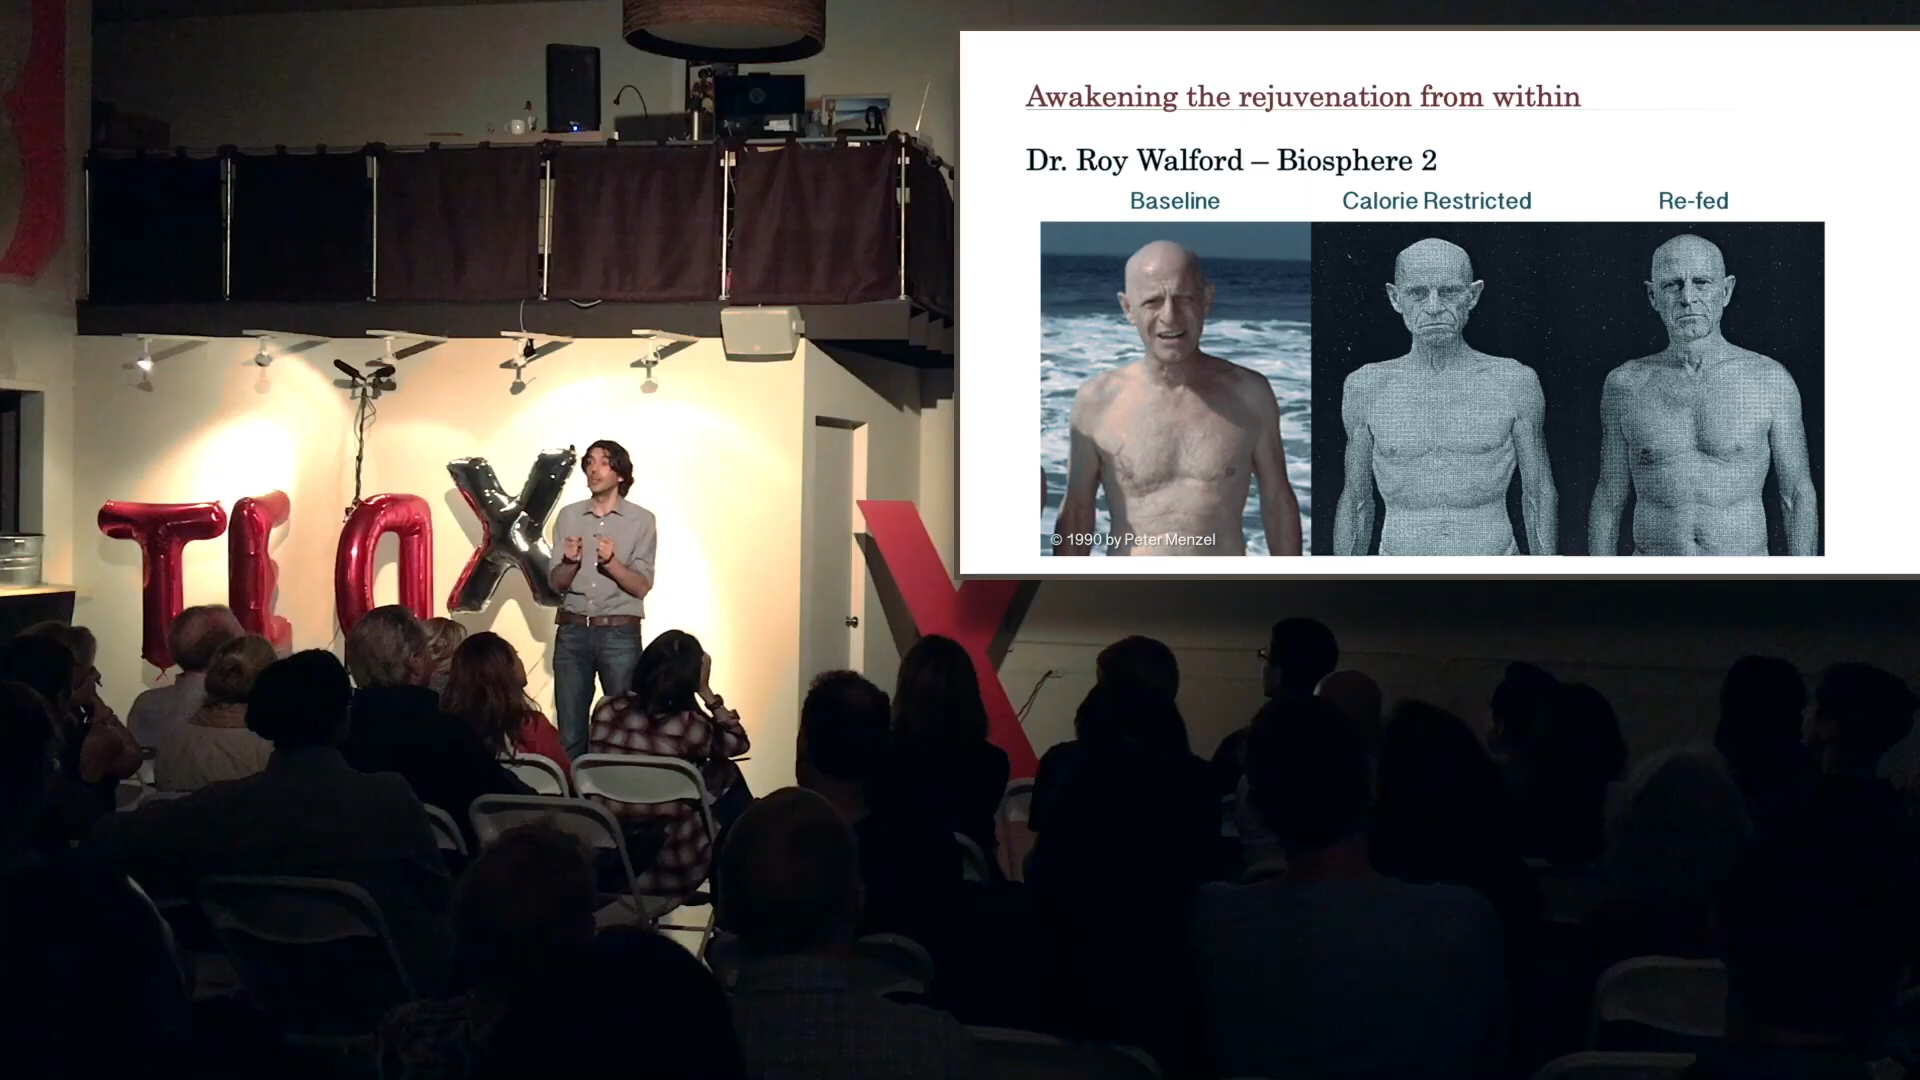 Awakening the rejuvenation from within
Dr. Roy Walford – Biosphere 2
Baseline
Calorie Restricted
Re-fed
© 1990 by Peter Menzel
TEDX
X